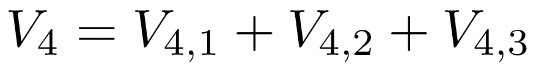 $V_4 = V_{4,1} + V_{4,2} + V_{4,3}$